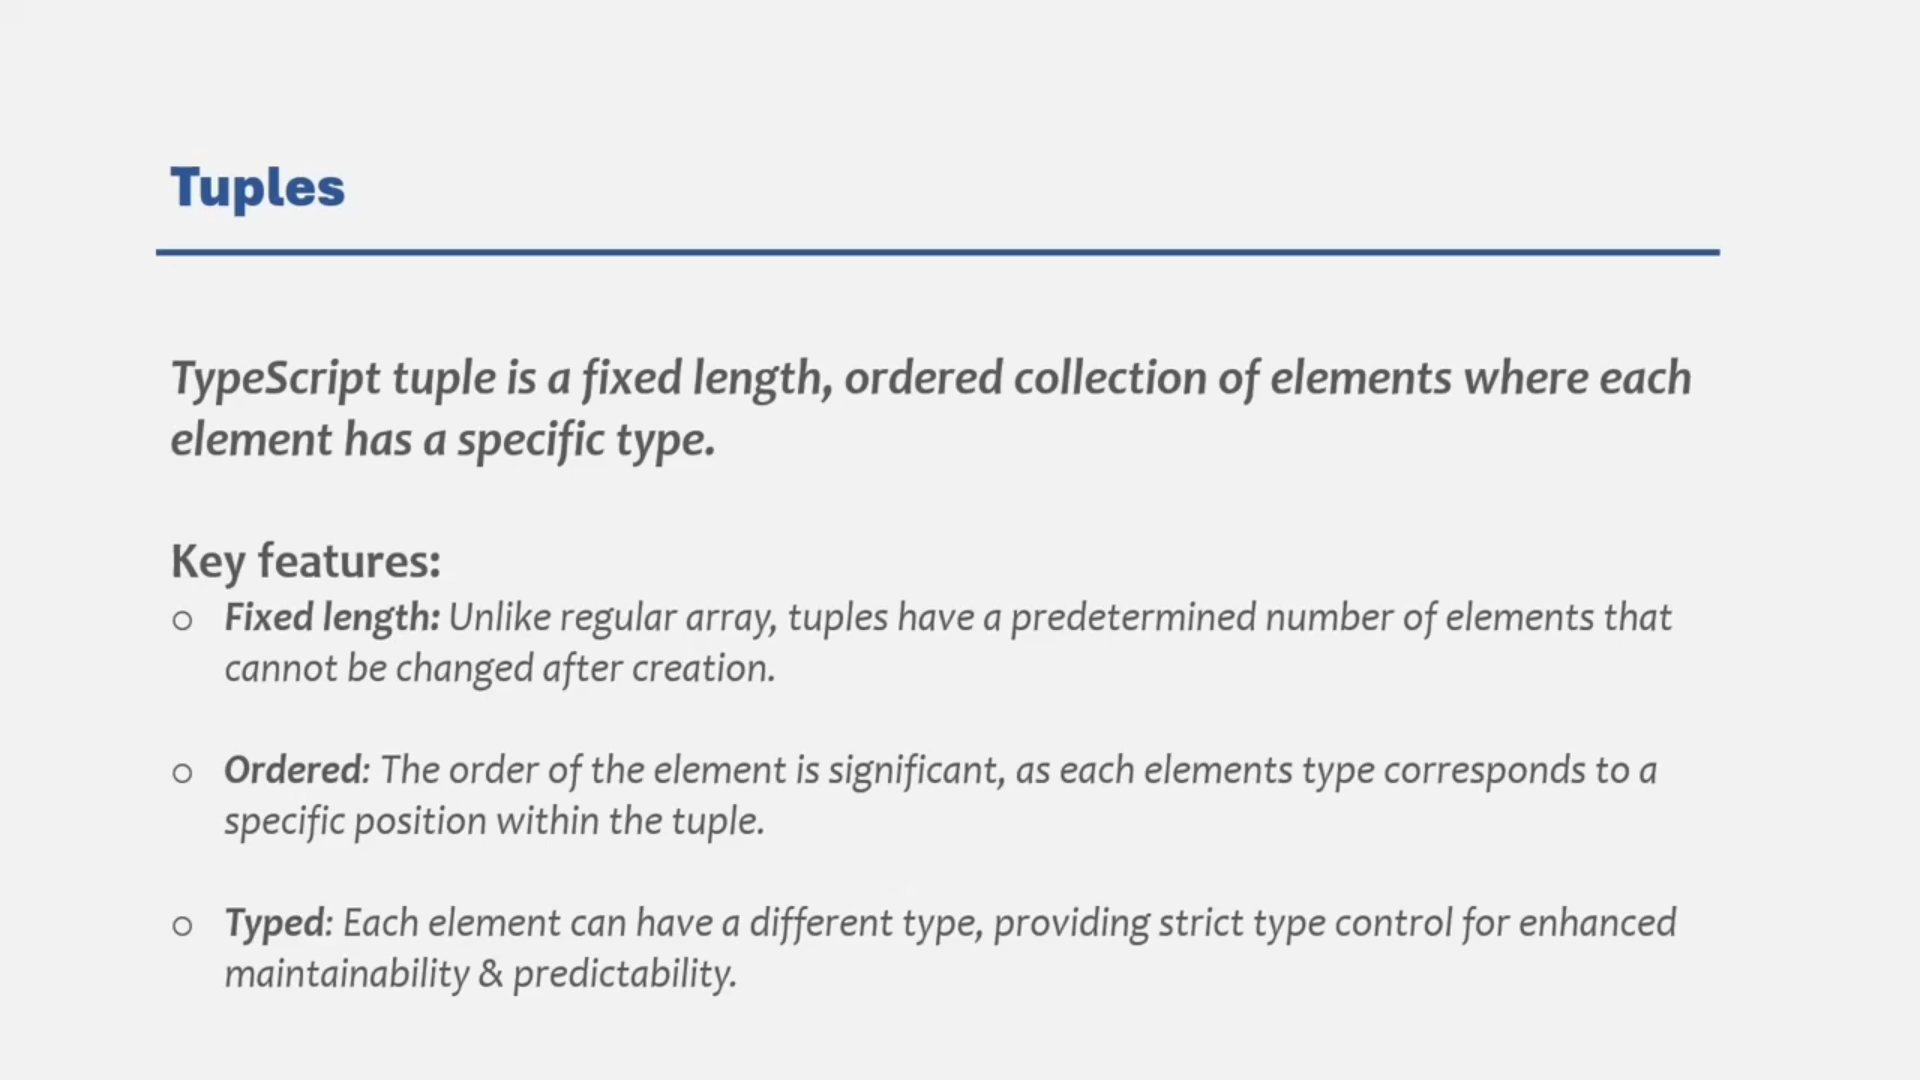 Tuples
TypeScript tuple is a fixed length, ordered collection of elements where each
element has a specific type.
Key features:
○ Fixed length: Unlike regular array, tuples have a predetermined number of elements that
cannot be changed after creation.
○ Ordered: The order of the element is significant, as each elements type corresponds to a
specific position within the tuple.
○ Typed: Each element can have a different type, providing strict type control for enhanced
maintainability & predictability.